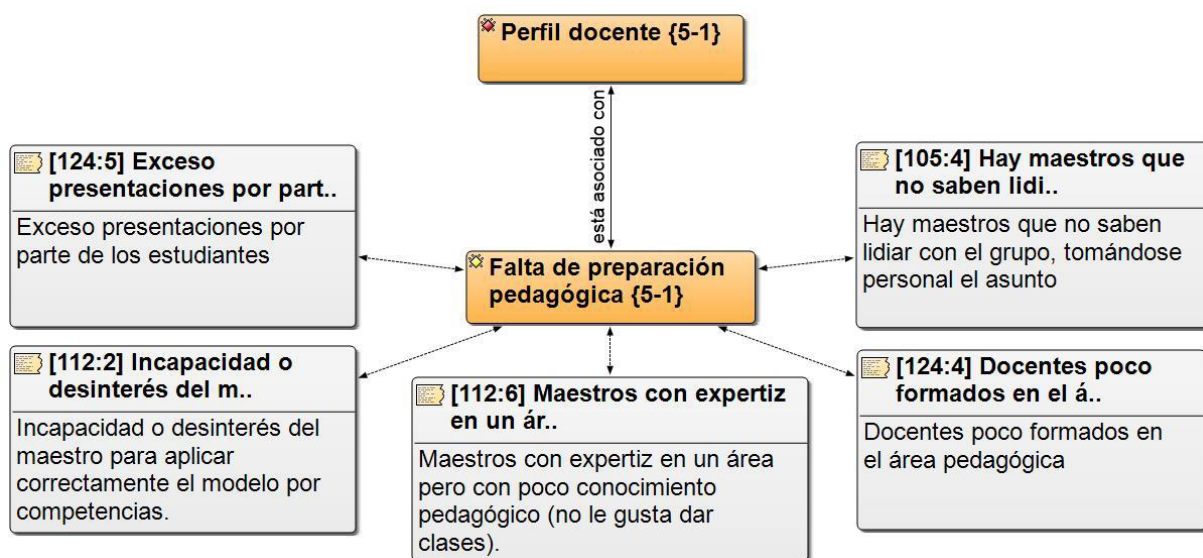 Perfil docente {5-1}
está asociado con
[124:5] Exceso
presentaciones por part..
Exceso presentaciones por
parte de los estudiantes
[105:4] Hay maestros que
no saben lidi..
Hay maestros que no saben
lidiar con el grupo, tomándose
personal el asunto
Falta de preparación
pedagógica {5-1}
[112:2] Incapacidad o
desinterés del m..
Incapacidad o desinterés del
maestro para aplicar
correctamente el modelo por
competencias.
[112:6] Maestros con expertiz
en un ár..
Maestros con expertiz en un área
pero con poco conocimiento
pedagógico (no le gusta dar
clases).
[124:4] Docentes poco
formados en el á..
Docentes poco formados en
el área pedagógica